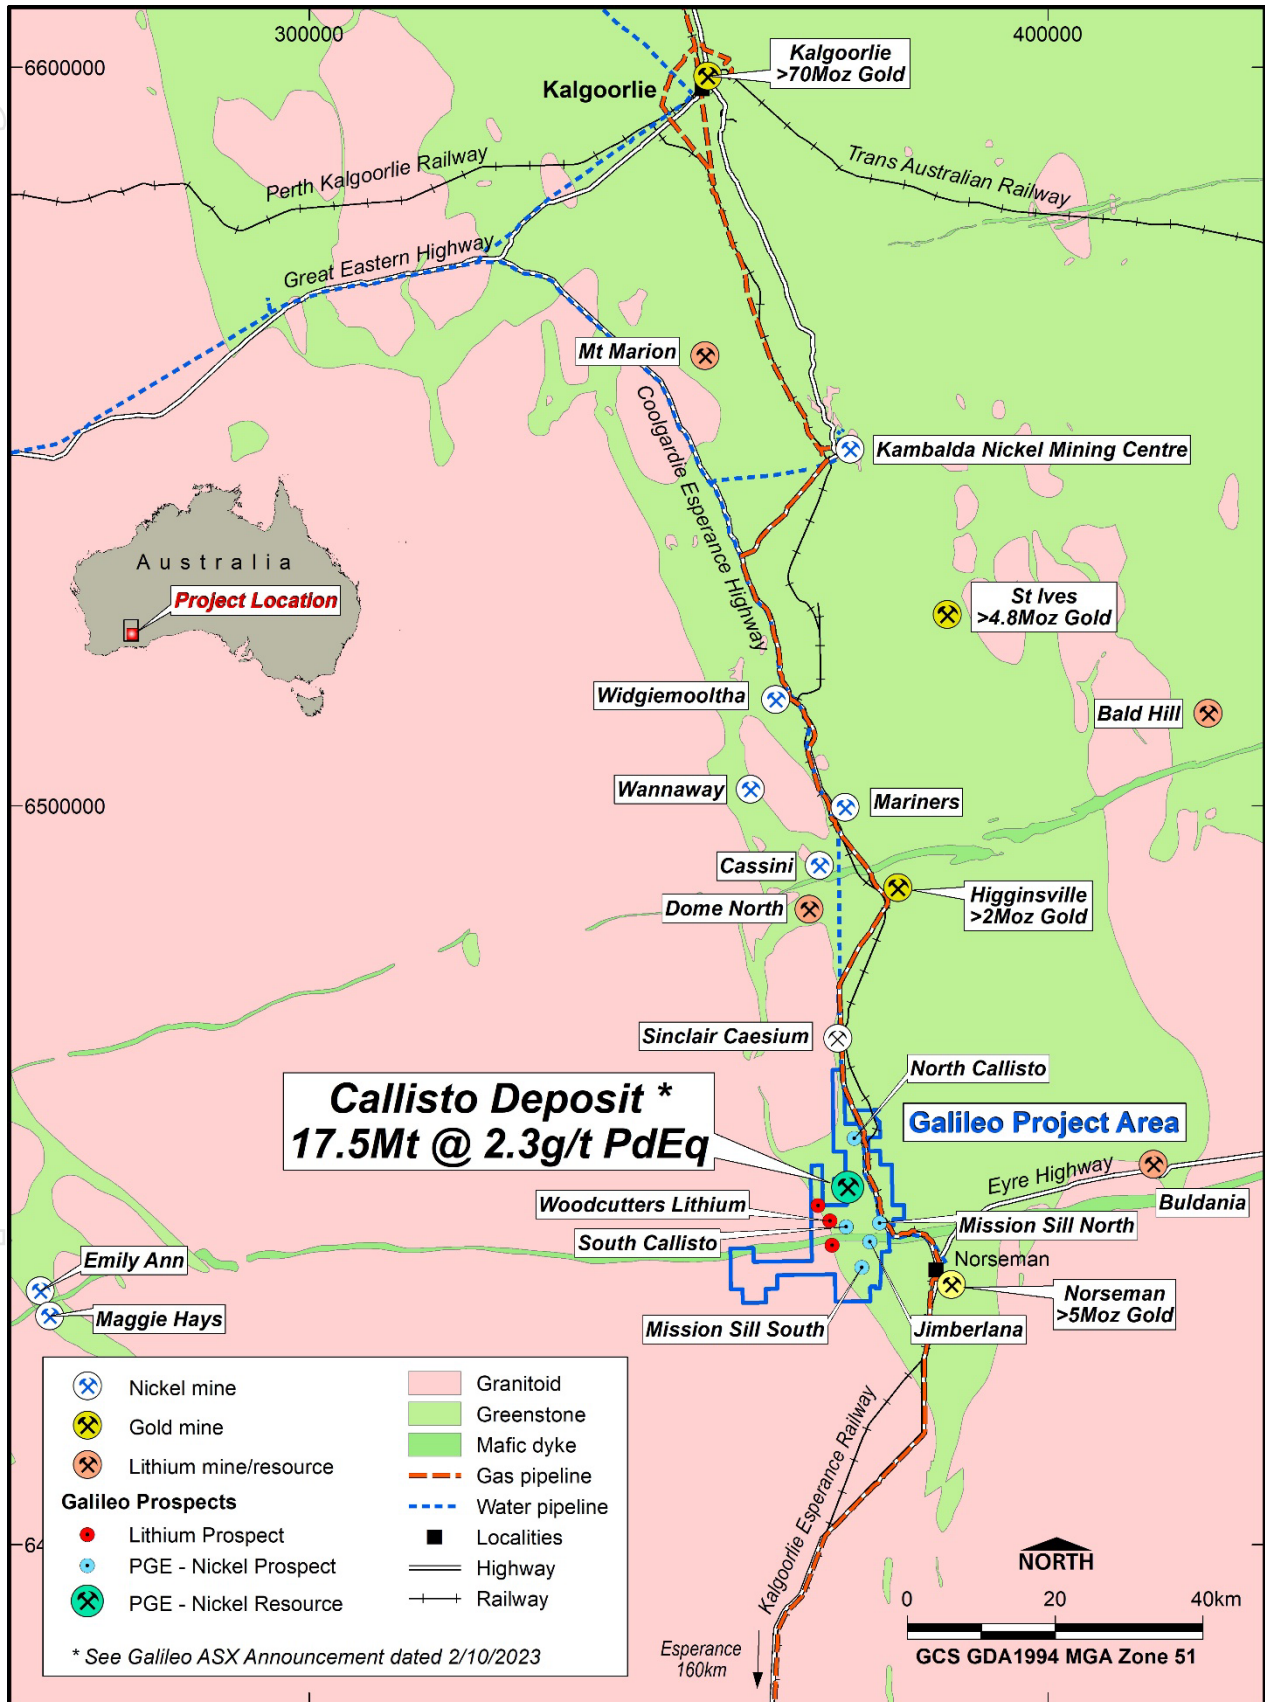 300000
400000
6600000
Kalgoorlie
>70Moz Gold
Kalgoorlie
Perth Kalgoorlie Railway
Trans Australian Railway
Great Eastern Highway
Mt Marion
Coolgardie Esperance Highway
Kambalda Nickel Mining Centre
Australia
Project Location
St Ives
>4.8Moz Gold
Widgiemooltha
Bald Hill
Wannaway
6500000
Mariners
Cassini
Dome North
Higginsville
>2Moz Gold
Sinclair Caesium
North Callisto
Callisto Deposit *
17.5Mt @ 2.3g/t PdEq
Galileo Project Area
Eyre Highway
Woodcutters Lithium
Buldania
South Callisto
Mission Sill North
Emily Ann
Norseman
Maggie Hays
Norseman
>5Moz Gold
Mission Sill South
Jimberlana
Nickel mine
Gold mine
Lithium mine/resource
Galileo Prospects
Lithium Prospect
PGE - Nickel Prospect
PGE - Nickel Resource
Granitoid
Greenstone
Mafic dyke
Gas pipeline
Water pipeline
Localities
Highway
Railway
* See Galileo ASX Announcement dated 2/10/2023
64
Kalgoorlie Esperance Railway
Esperance
160km
NORTH
0 20 40km
GCS GDA1994 MGA Zone 51